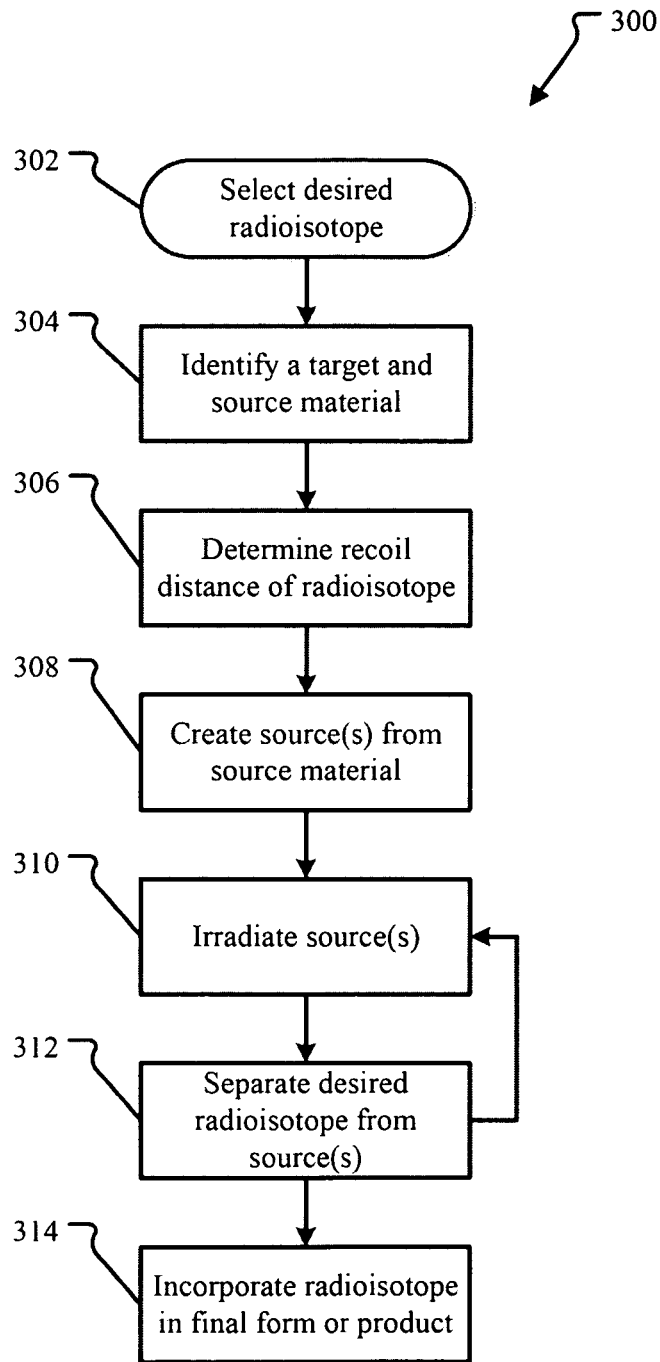 300
302
Select desired
radioisotope
304
Identify a target and
source material
306
Determine recoil
distance of radioisotope
308
Create source(s) from
source material
310
Irradiate source(s)
312
Separate desired
radioisotope from
source(s)
314
Incorporate radioisotope
in final form or product